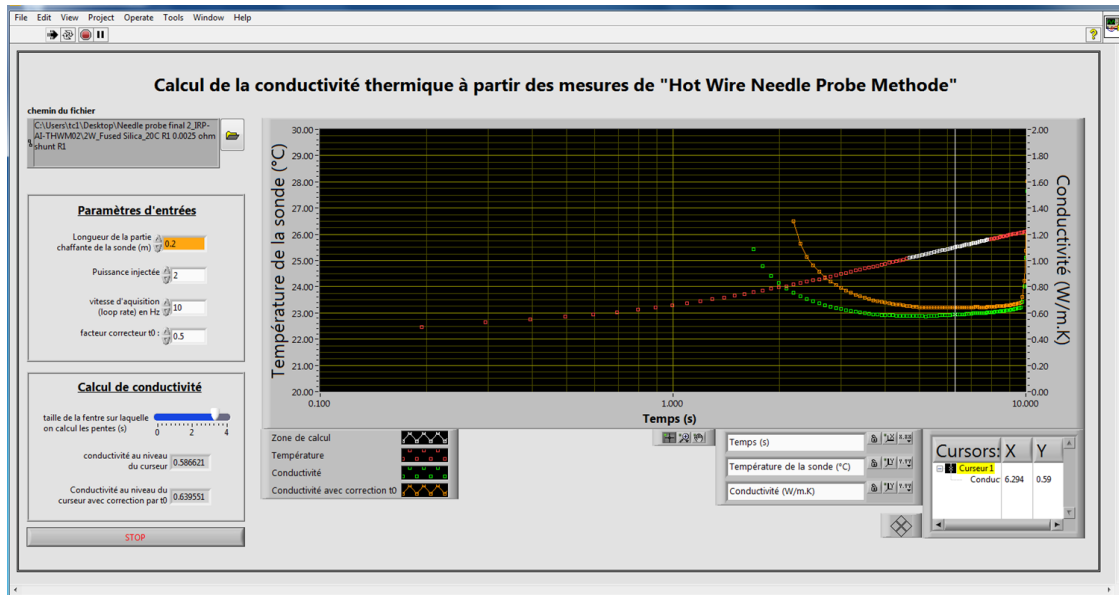 File Edit View Project Operate Tools Window Help
Calcul de la conductivité thermique à partir des mesures de "Hot Wire Needle Probe Methode"
chemin du fichier
C:\Users\tc1\Desktop\Needle probe final 2_IRP-
AI-THWM02\2W_Fused Silica_20C R1 0.0025 ohm
shunt R1
Paramètres d'entrées
Longueur de la partie
chaffante de la sonde (m) 0.2
Puissance injectée 2
vitesse d'aquisition
(loop rate) en Hz 10
facteur correcteur t0 : 0.5
Calcul de conductivité
taille de la fentre sur laquelle
on calcul les pentes (s)
0 2 4
conductivité au niveau
du curseur 0.586621
Conductivité au niveau du
curseur avec correction par t0 0.639551
STOP
Température de la sonde (°C)
30.00
29.00
28.00
27.00
26.00
25.00
24.00
23.00
22.00
21.00
20.00
0.100 1.000 10.000
Temps (s)
2.00
1.80
1.60
1.40
1.20
1.00
0.80
0.60
0.40
0.20
0.00
Conductivité (W/m.K)
Zone de calcul
Température
Conductivité
Conductivité avec correction t0
Temps (s)
Température de la sonde (°C)
Conductivité (W/m.K)
Cursors: X Y
Curseur 1
Conduc 6.294 0.59